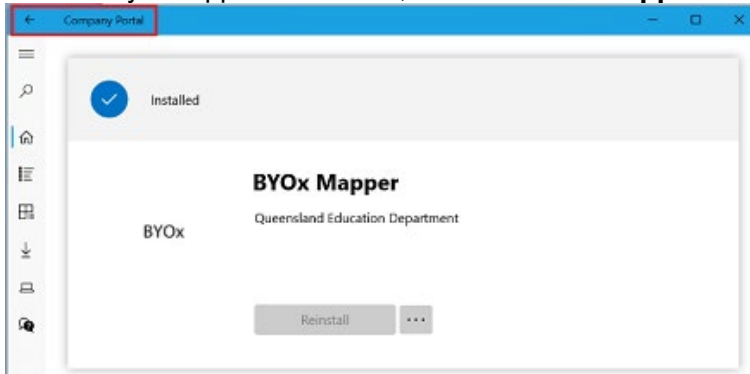 Company Portal
Installed
BYOx Mapper
Queensland Education Department
BYOx
Reinstall
...